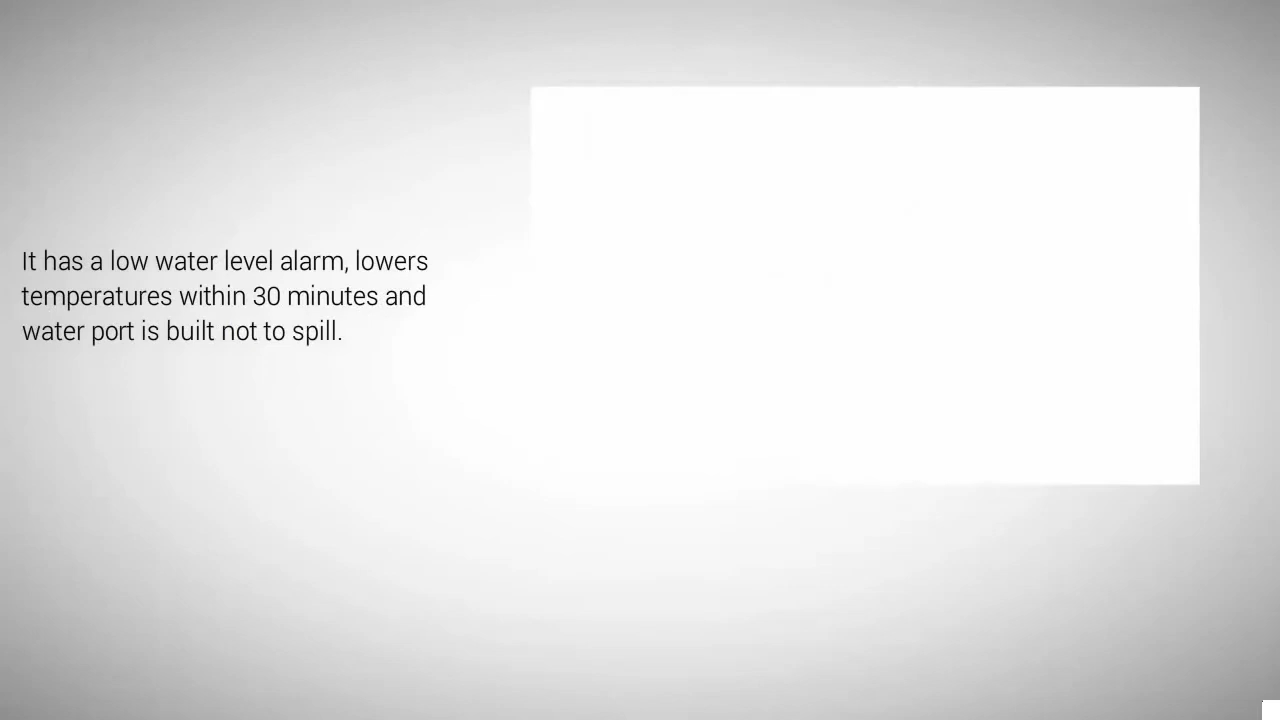 It has a low water level alarm, lowers
temperatures within 30 minutes and
water port is built not to spill.